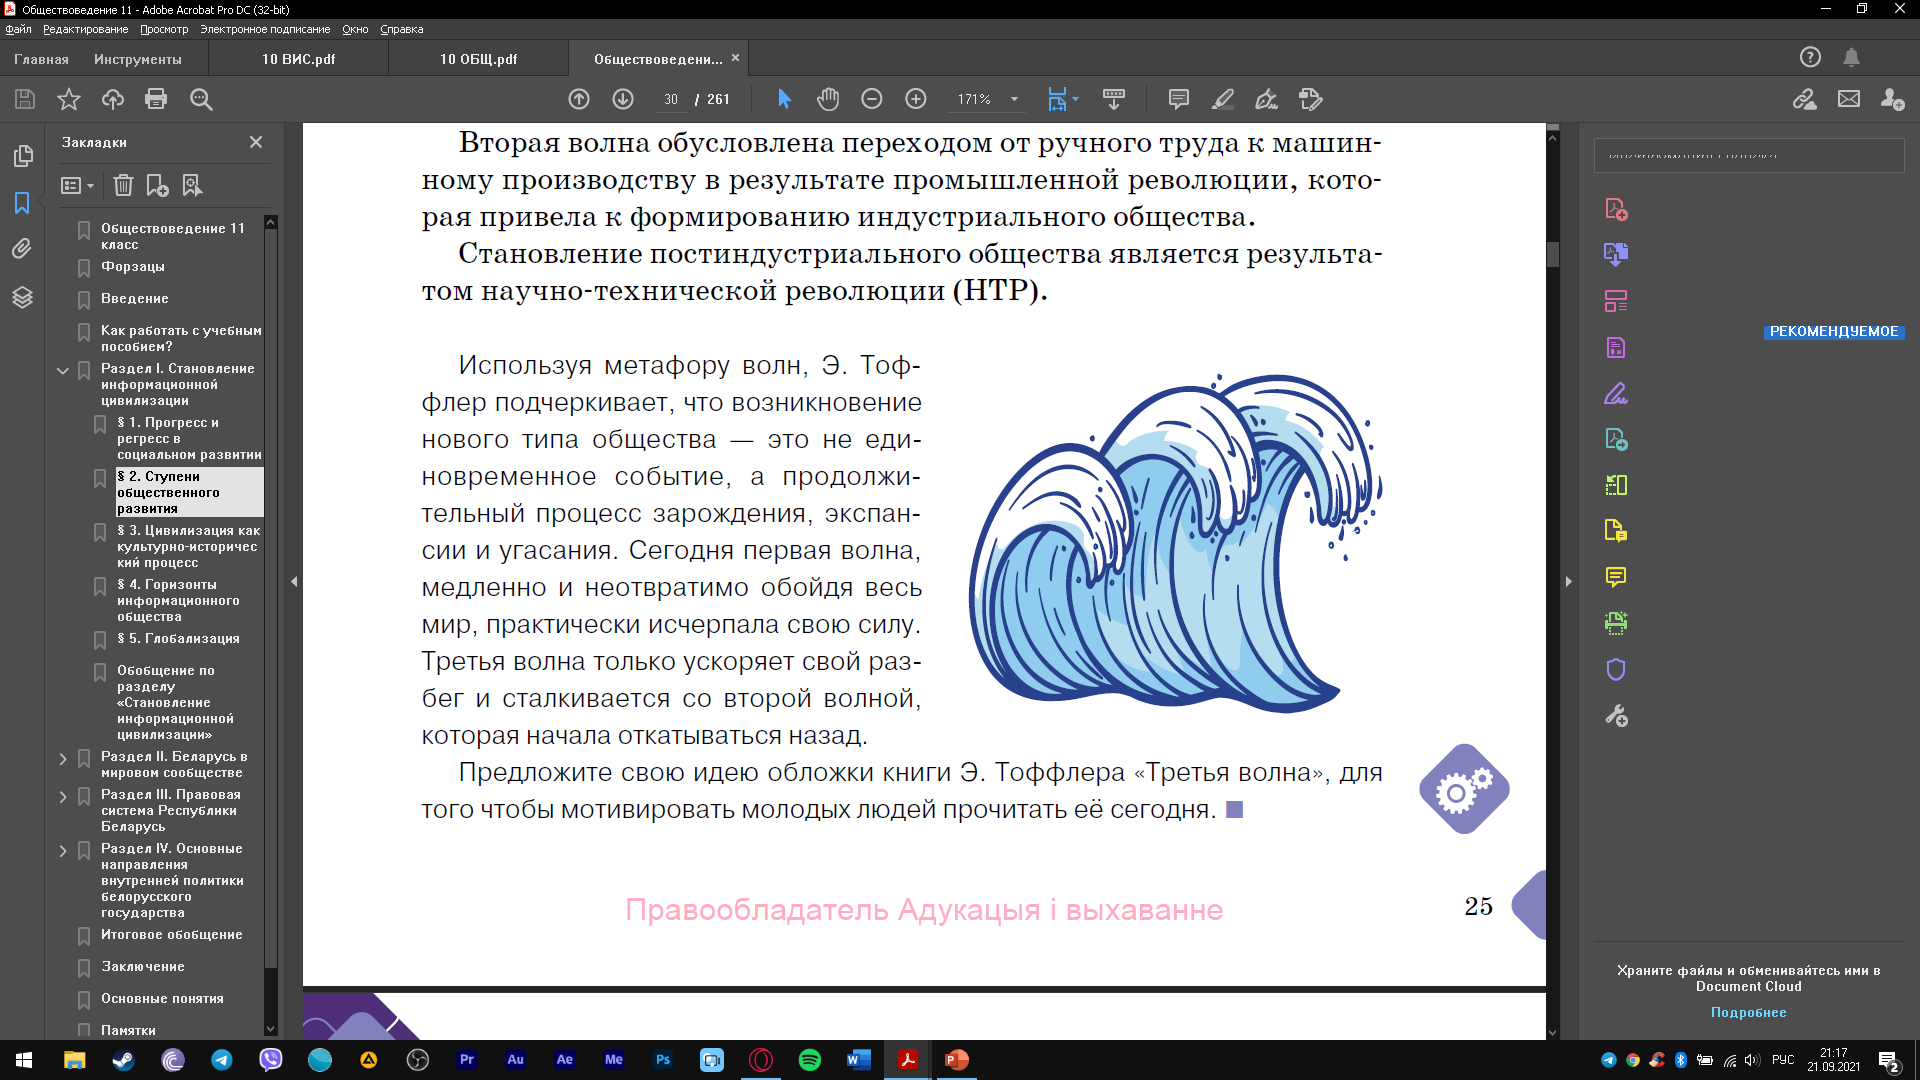 Обществоведение 11 - Adobe Acrobat Pro DC (32-bit)
Файл Редактирование Просмотр Электронное подписание Окно Справка
Главная Инструменты 10 ВИС.pdf 10 ОБЩ.pdf Обществоведени... ×
30 / 261 171%
Закладки
Обществоведение 11
класс
Форзацы
Введение
Как работать с учебным
пособием?
Раздел I. Становление
информационной
цивилизации
§ 1. Прогресс и
регресс в
социальном развитии
§ 2. Ступени
общественного
развития
§ 3. Цивилизация как
культурно-историчес
кий процесс
§ 4. Горизонты
информационного
общества
§ 5. Глобализация
Обобщение по
разделу
«Становление
информационной
цивилизации»
Раздел II. Беларусь в
мировом сообществе
Раздел III. Правовая
система Республики
Беларусь
Раздел IV. Основные
направления
внутренней политики
белорусского
государства
Итоговое обобщение
Заключение
Основные понятия
Памятки
Вторая волна обусловлена переходом от ручного труда к машин-
ному производству в результате промышленной революции, кото-
рая привела к формированию индустриального общества.
Становление постиндустриального общества является результа-
том научно-технической революции (НТР).
Используя метафору волн, Э. Тоф-
флер подчеркивает, что возникновение
нового типа общества — это не еди-
новременное событие, а продолжи-
тельный процесс зарождения, экспан-
сии и угасания. Сегодня первая волна,
медленно и неотвратимо обойдя весь
мир, практически исчерпала свою силу.
Третья волна только ускоряет свой раз-
бег и сталкивается со второй волной,
которая начала откатываться назад.
Предложите свою идею обложки книги Э. Тоффлера «Третья волна», для
того чтобы мотивировать молодых людей прочитать её сегодня.
Правообладатель Адукацыя і выхаванне
25
РЕКОМЕНДУЕМОЕ
Храните файлы и обменивайтесь ими в
Document Cloud
Подробнее
Pr Au Ae Me Ps
РУС
21:17
21.09.2021
2